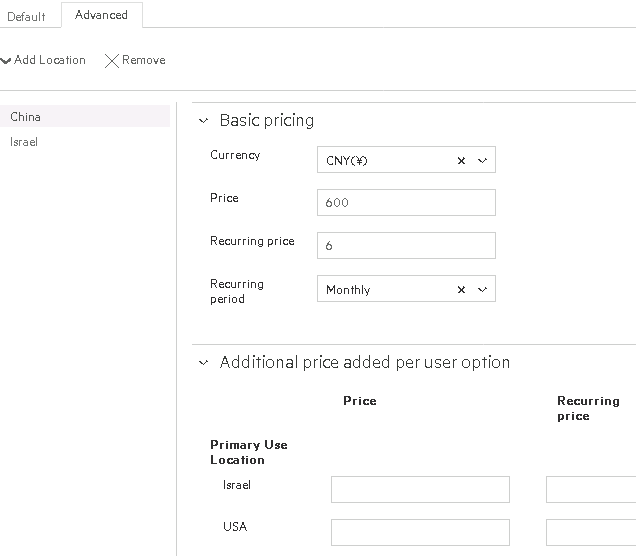 Default
Advanced
Add Location
Remove
China
Israel
Basic pricing
Currency
CNY(¥)
Price
600
Recurring price
6
Recurring
period
Monthly
Additional price added per user option
Price
Recurring
price
Primary Use
Location
Israel
USA